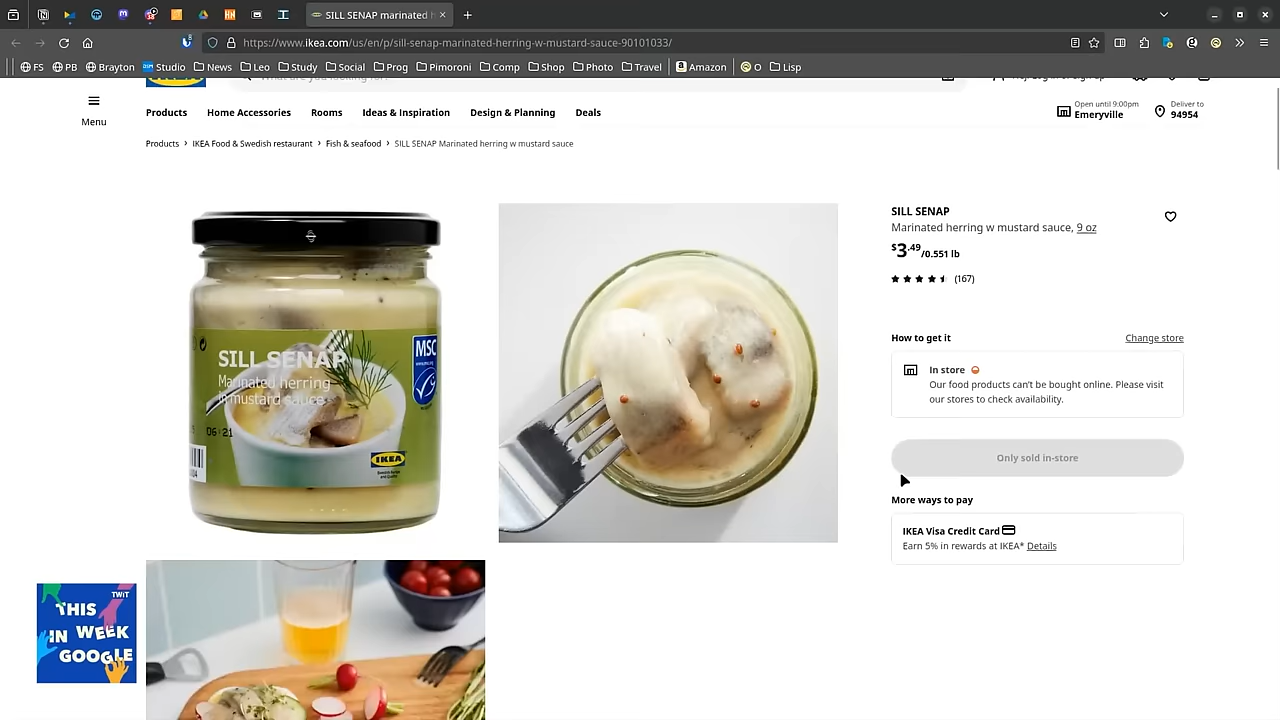 SILL SENAP marinated h
FS
PB
Brayton
Studio
News
Leo
Study
Social
Prog
Pimoroni
Comp
Shop
Photo
Travel
Amazon
O
Lisp
https://www.ikea.com/us/en/p/sill-senap-marinated-herring-w-mustard-sauce-90101033/
Menu
Products
Home Accessories
Rooms
Ideas & Inspiration
Design & Planning
Deals
Open until 9:00pm
Emeryville
Deliver to
94954
Products › IKEA Food & Swedish restaurant › Fish & seafood › SILL SENAP Marinated herring w mustard sauce
SILL SENAP
Marinated herring
in mustard sauce
06 21
MSC
IKEA
SILL SENAP
Marinated herring w mustard sauce, 9 oz
$3.49/0.551 lb
(167)
How to get it
Change store
In store
Our food products can't be bought online. Please visit
our stores to check availability.
Only sold in-store
More ways to pay
IKEA Visa Credit Card
Earn 5% in rewards at IKEA* Details
TWiT
THIS
IN WEEK
GOOGLE